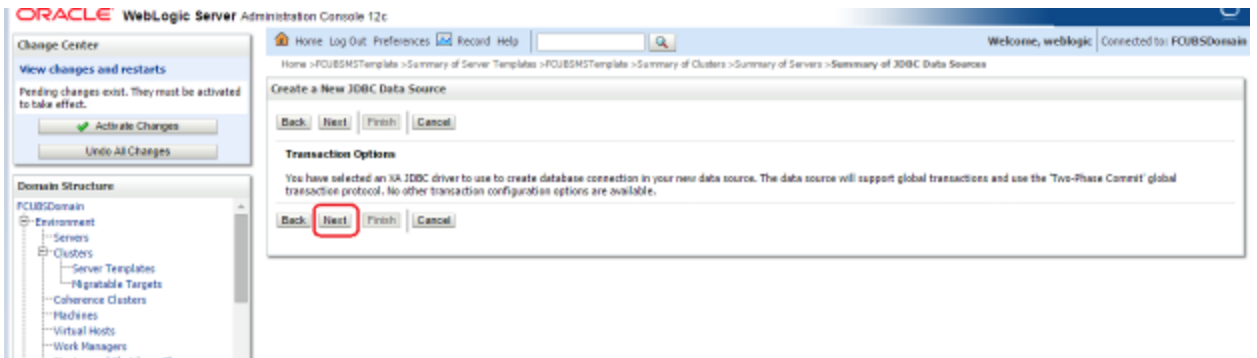 ORACLE WebLogic Server Administration Console 12c
Change Center
View changes and restarts
Pending changes exist. They must be activated
to take effect.
Activate Changes
Undo All Changes
Domain Structure
FCUBSDomain
Environment
Servers
Clusters
Server Templates
Migratable Targets
Coherence Clusters
Machines
Virtual Hosts
Work Managers
Home Log Out Preferences Record Help
Welcome, weblogic Connected to: FCUBSDomain
Home >FCUBSMSTemplate >Summary of Server Templates >FCUBSMSTemplate >Summary of Clusters >Summary of Servers >Summary of JDBC Data Sources
Create a New JDBC Data Source
Back Next Finish Cancel
Transaction Options
You have selected an XA JDBC driver to use to create database connection in your new data source. The data source will support global transactions and use the 'Two-Phase Commit' global
transaction protocol. No other transaction configuration options are available.
Back Next Finish Cancel